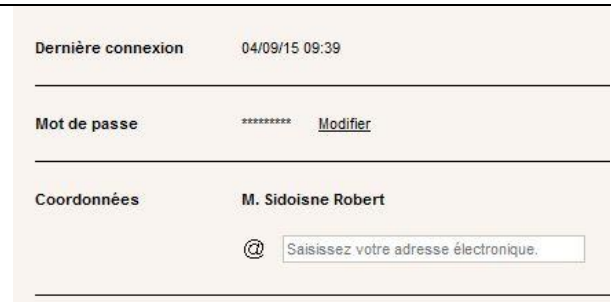 Dernière connexion 04/09/15 09:39
Mot de passe ********* Modifier
Coordonnées M. Sidoisne Robert
@ Saisissez votre adresse électronique.